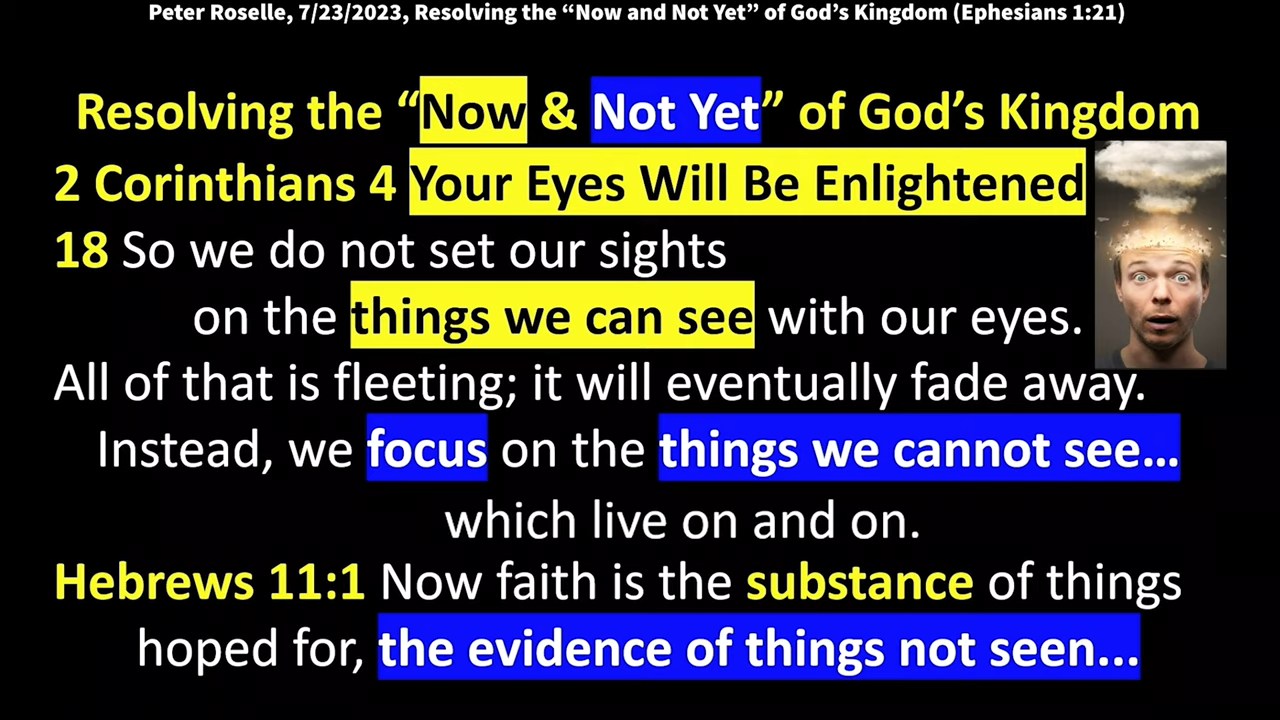 Peter Roselle, 7/23/2023, Resolving the “Now and Not Yet” of God’s Kingdom (Ephesians 1:21)
Resolving the “Now & Not Yet” of God’s Kingdom
2 Corinthians 4 Your Eyes Will Be Enlightened
18 So we do not set our sights
on the things we can see with our eyes.
All of that is fleeting; it will eventually fade away.
Instead, we focus on the things we cannot see...
which live on and on.
Hebrews 11:1 Now faith is the substance of things
hoped for, the evidence of things not seen...